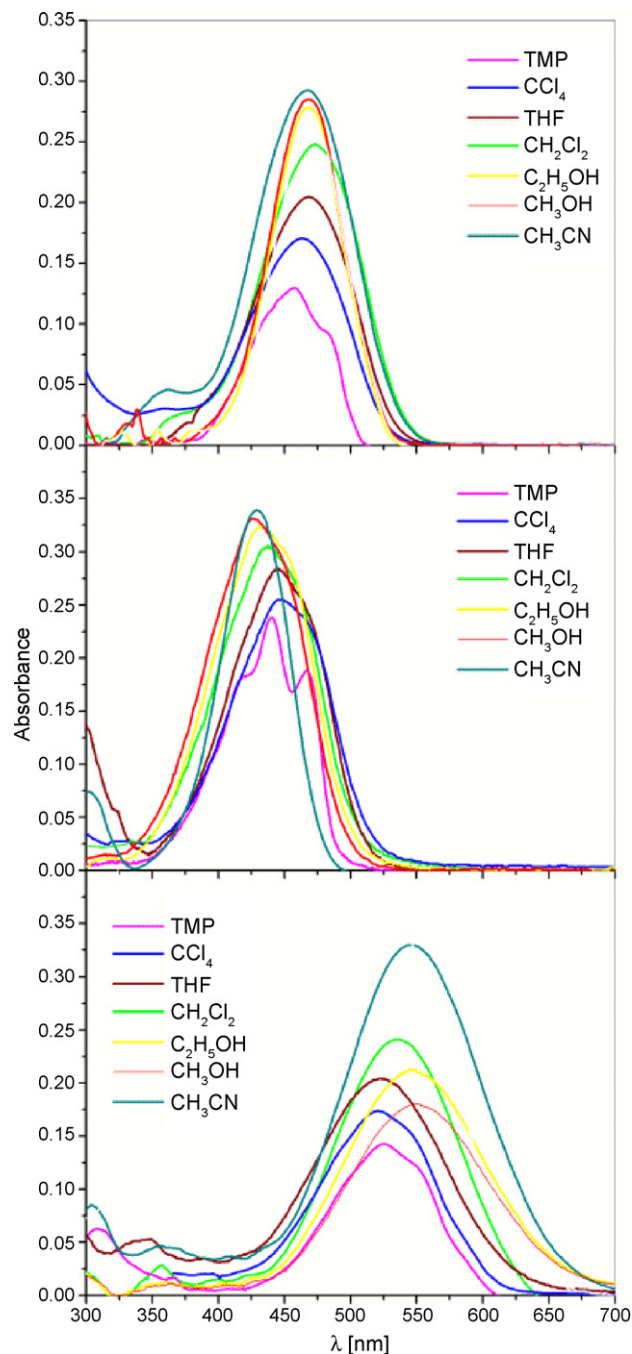 0.35
0.30
0.25
0.20
0.15
0.10
0.05
0.00
TMP
CCl₄
THF
CH₂Cl₂
C₂H₅OH
CH₃OH
CH₃CN
0.35
0.30
0.25
0.20
0.15
0.10
0.05
0.00
TMP
CCl₄
THF
CH₂Cl₂
C₂H₅OH
CH₃OH
CH₃CN
Absorbance
0.35
0.30
0.25
0.20
0.15
0.10
0.05
0.00
TMP
CCl₄
THF
CH₂Cl₂
C₂H₅OH
CH₃OH
CH₃CN
300 350 400 450 500 550 600 650 700
λ [nm]